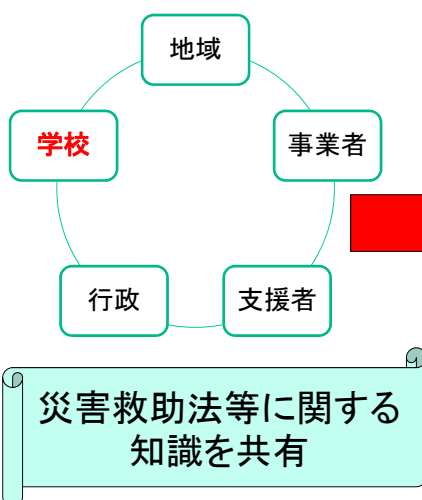 地域
学校
事業者
行政
支援者
災害救助法等に関する
知識を共有